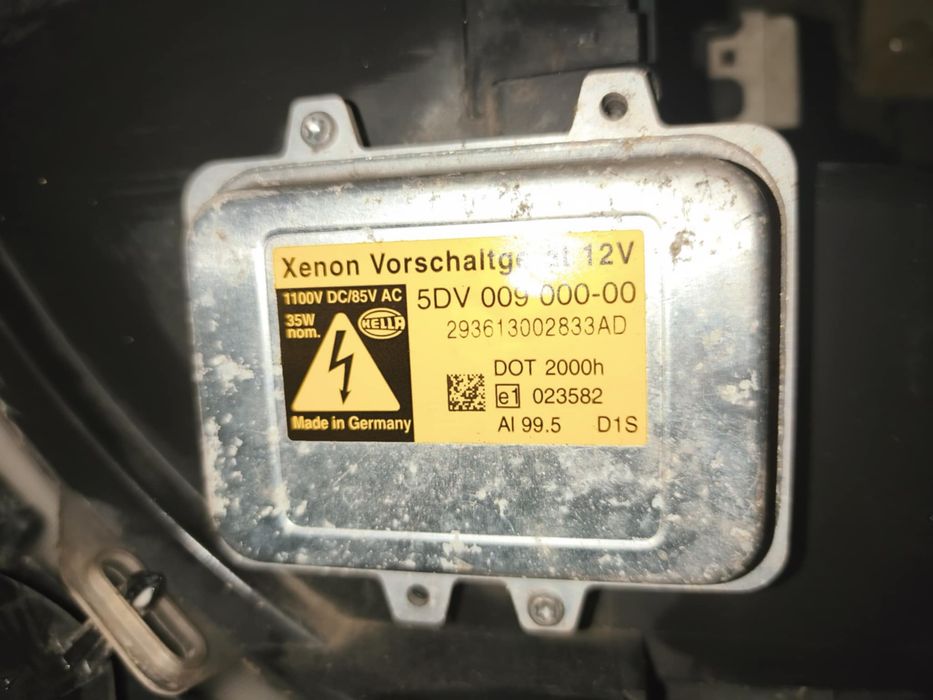 Xenon Vorschaltgerät 12V
1100V DC/85V AC
5DV 009 000-00
35W
nom.
HELLA
293613002833AD
DOT 2000h
e1 023582
Made in Germany
Al 99.5 D1S